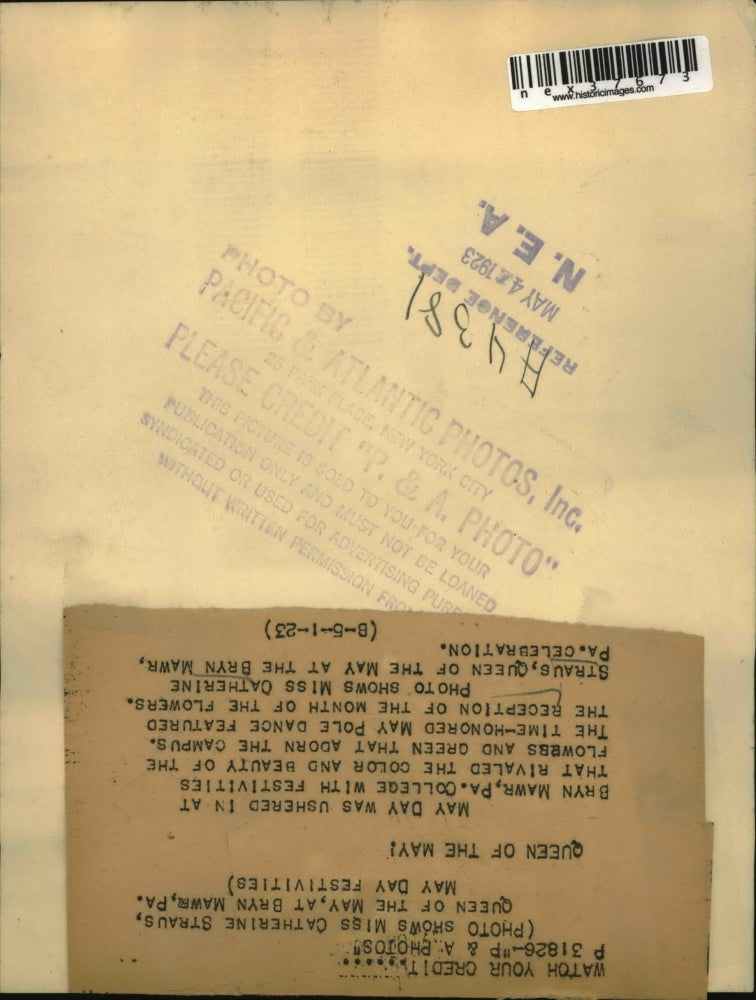 nex37673
www.historicimages.com
N. E. A.
MAY 4 1923
REFERENCE DEPT.
A4381
PHOTO BY
PACIFIC & ATLANTIC PHOTOS, Inc.
25 PARK PLACE, NEW YORK CITY
PLEASE CREDIT "P. & A. PHOTO"
THIS PICTURE IS SOLD TO YOU FOR YOUR
PUBLICATION ONLY AND MUST NOT BE LOANED
SYNDICATED OR USED FOR ADVERTISING
WITHOUT WRITTEN PERMISSION
WATCH YOUR CREDIT!.......
P 31826-"P & A PHOTOS"
(PHOTO SHOWS MISS CATHERINE STRAUS,
QUEEN OF THE MAY,AT BRYN MAWR,PA.
MAY DAY FESTIVITIES)
QUEEN OF THE MAY!
MAY DAY WAS USHERED IN AT
BRYN MAWR,PA.COLLEGE WITH FESTIVITIES
THAT RIVALED THE COLOR AND BEAUTY OF THE
FLOWERS AND GREEN THAT ADORN THE CAMPUS.
THE TIME-HONORED MAY POLE DANCE FEATURED
THE RECEPTION OF THE MONTH OF THE FLOWERS.
PHOTO SHOWS MISS CATHERINE
STRAUS,QUEEN OF THE MAY AT THE BRYN MAWR,
PA.CELEBRATION.
(B-5-1-23)